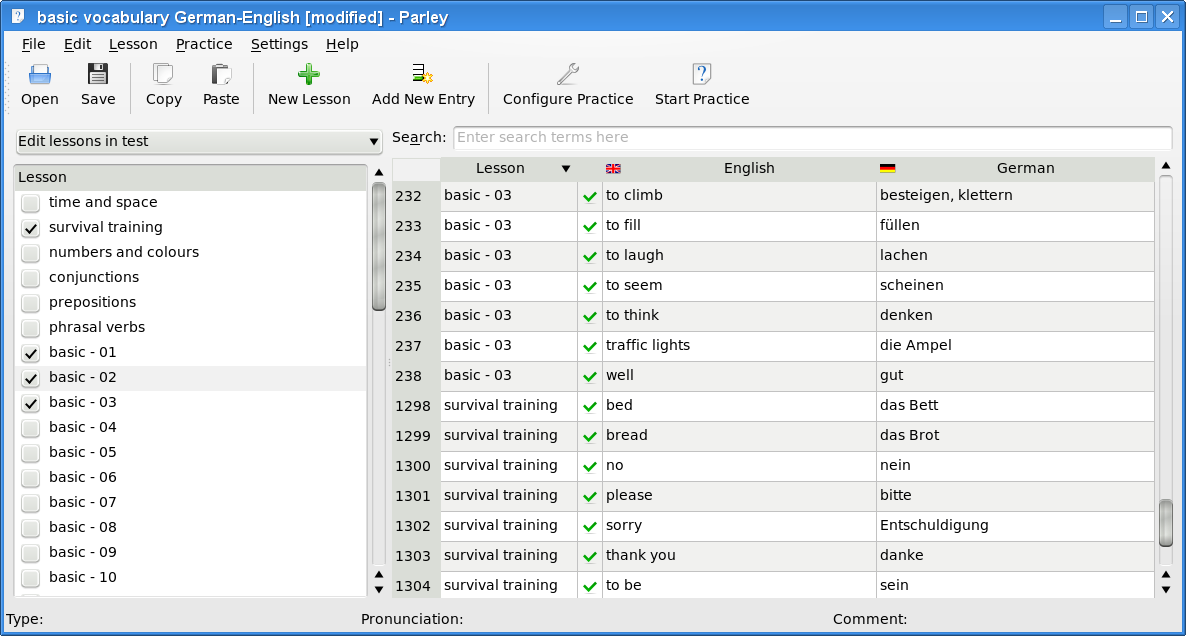 basic vocabulary German-English [modified] - Parley
File Edit Lesson Practice Settings Help
Open Save Copy Paste New Lesson Add New Entry Configure Practice Start Practice
Edit lessons in test
Lesson
time and space
survival training
numbers and colours
conjunctions
prepositions
phrasal verbs
basic - 01
basic - 02
basic - 03
basic - 04
basic - 05
basic - 06
basic - 07
basic - 08
basic - 09
basic - 10
Search: Enter search terms here
Lesson English German
232 basic - 03 to climb besteigen, klettern
233 basic - 03 to fill füllen
234 basic - 03 to laugh lachen
235 basic - 03 to seem scheinen
236 basic - 03 to think denken
237 basic - 03 traffic lights die Ampel
238 basic - 03 well gut
1298 survival training bed das Bett
1299 survival training bread das Brot
1300 survival training no nein
1301 survival training please bitte
1302 survival training sorry Entschuldigung
1303 survival training thank you danke
1304 survival training to be sein
Type: Pronunciation: Comment: